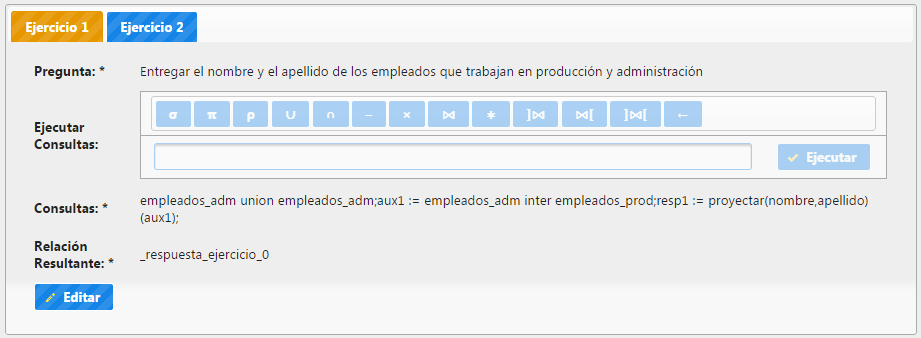 Ejercicio 1 Ejercicio 2
Pregunta: * Entregar el nombre y el apellido de los empleados que trabajan en producción y administración
Ejecutar
Consultas:
σ π ρ ∪ ∩ − × ⋈ ∗ ]⋈ ⋈[ ]⋈[ ←
Ejecutar
Consultas: * empleados_adm union empleados_adm;aux1 := empleados_adm inter empleados_prod;resp1 := proyectar(nombre,apellido)
(aux1);
Relación
Resultante: * _respuesta_ejercicio_0
Editar